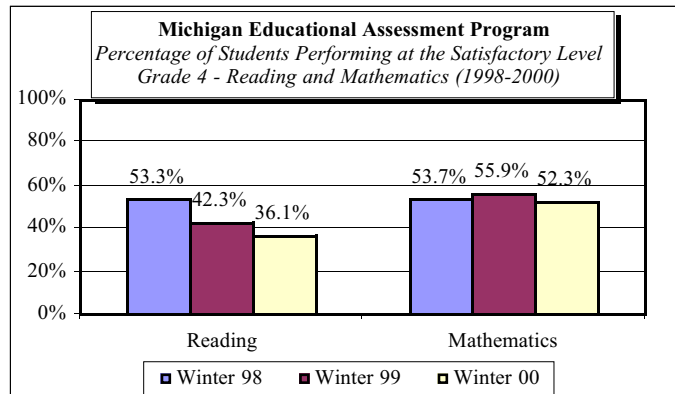 Michigan Educational Assessment Program
Percentage of Students Performing at the Satisfactory Level
Grade 4 - Reading and Mathematics (1998-2000)
100%
80%
60%
40%
20%
0%
53.3%
42.3%
36.1%
53.7%
55.9%
52.3%
Reading
Mathematics
Winter 98
Winter 99
Winter 00